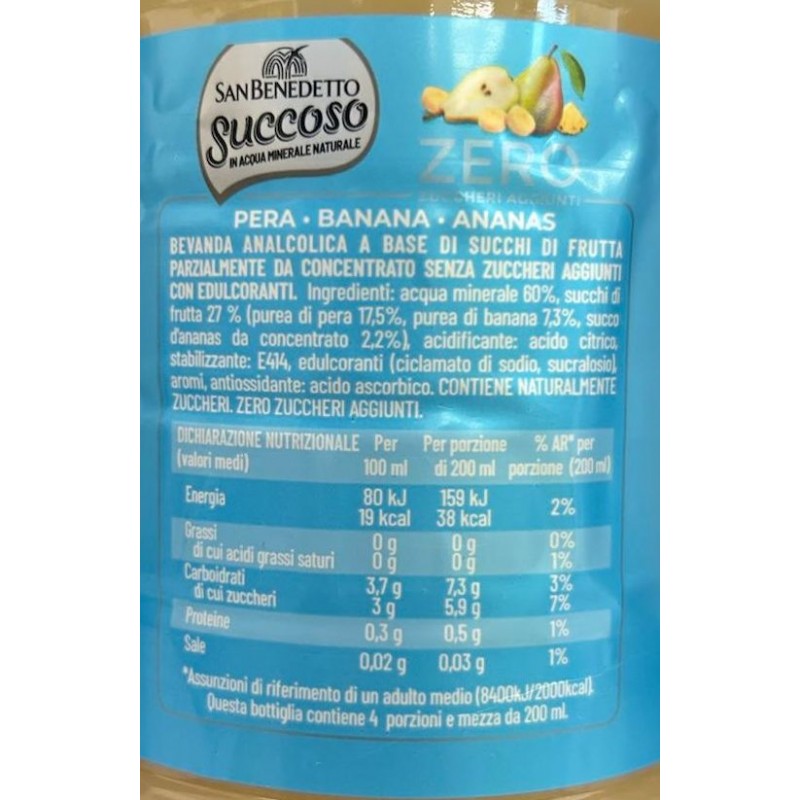 SAN BENEDETTO
Succoso
IN ACQUA MINERALE NATURALE
ZERO
ZUCCHERI AGGIUNTI
PERA · BANANA · ANANAS
BEVANDA ANALCOLICA A BASE DI SUCCHI DI FRUTTA
PARZIALMENTE DA CONCENTRATO SENZA ZUCCHERI AGGIUNTI
CON EDULCORANTI. Ingredienti: acqua minerale 60%, succhi di
frutta 27 % (purea di pera 17,5%, purea di banana 7,3%, succo
d'ananas da concentrato 2,2%), acidificante: acido citrico,
stabilizzante: E414, edulcoranti (ciclamato di sodio, sucralosio),
aromi, antiossidante: acido ascorbico. CONTIENE NATURALMENTE
ZUCCHERI. ZERO ZUCCHERI AGGIUNTI.
DICHIARAZIONE NUTRIZIONALE Per Per porzione % AR* per
(valori medi) 100 ml di 200 ml porzione (200 ml)
Energia 80 kJ 159 kJ 2%
19 kcal 38 kcal
Grassi 0 g 0 g 0%
di cui acidi grassi saturi 0 g 0 g 1%
Carboidrati 3,7 g 7,3 g 3%
di cui zuccheri 3 g 5,9 g 7%
Proteine 0,3 g 0,5 g 1%
Sale 0,02 g 0,03 g 1%
*Assunzioni di riferimento di un adulto medio (8400kJ/2000kcal).
Questa bottiglia contiene 4 porzioni e mezza da 200 ml.